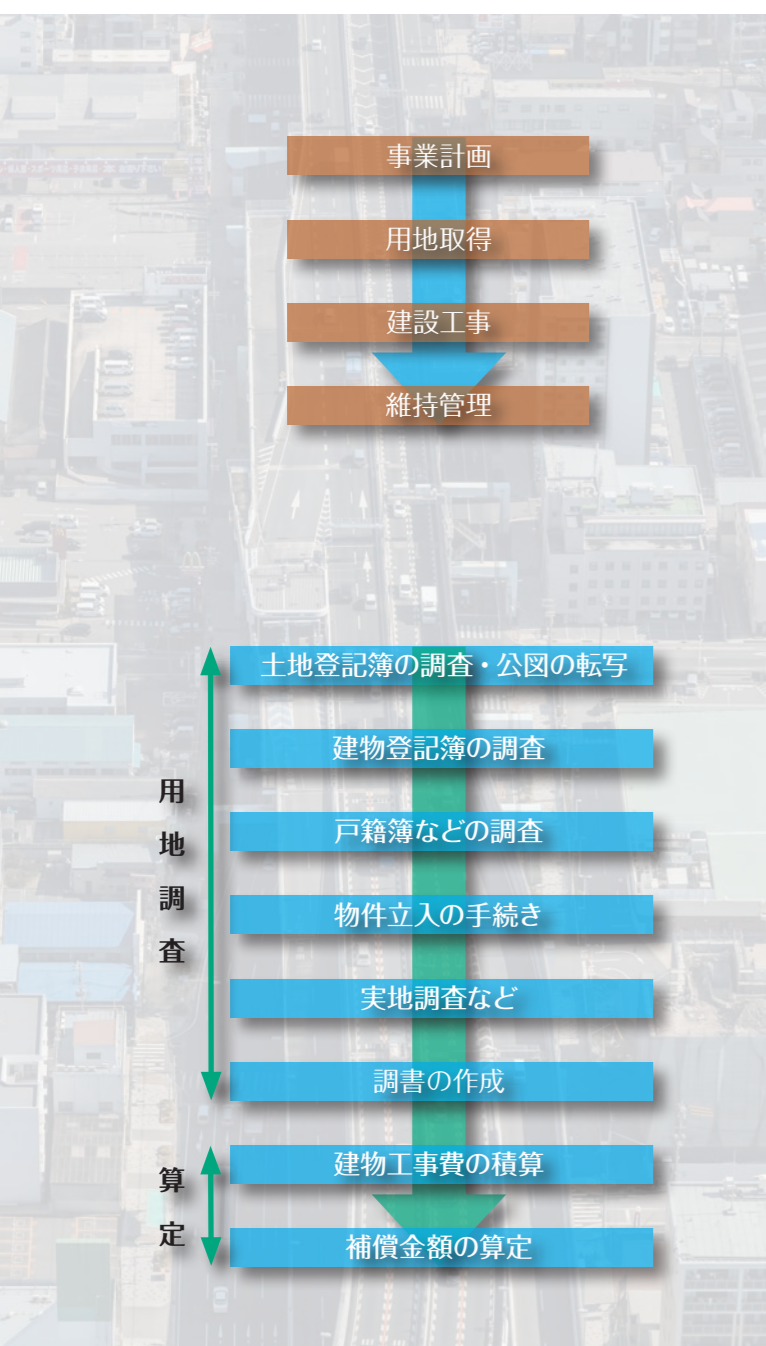 事業計画
用地取得
建設工事
維持管理
用地調査
土地登記簿の調査・公図の転写
建物登記簿の調査
戸籍簿などの調査
物件立入の手続き
実地調査など
調書の作成
算定
建物工事費の積算
補償金額の算定